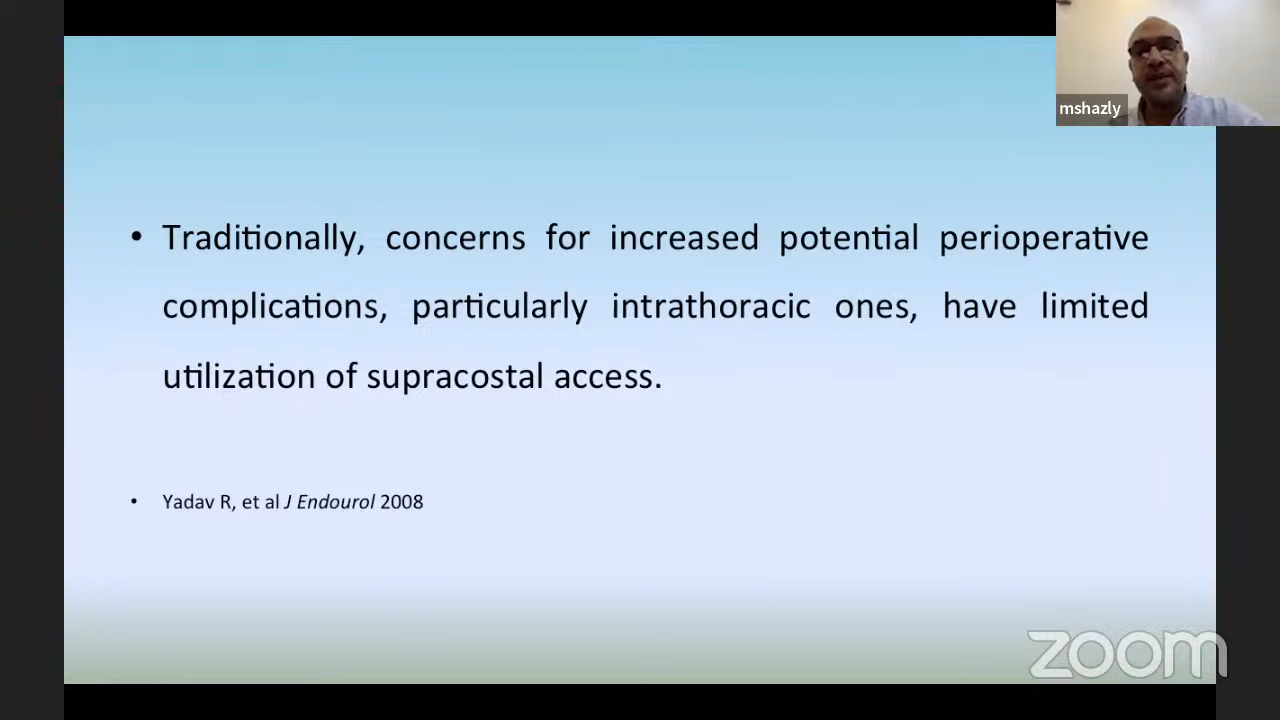 mshazly
• Traditionally, concerns for increased potential perioperative
complications, particularly intrathoracic ones, have limited
utilization of supracostal access.
• Yadav R, et al J Endourol 2008
zoom